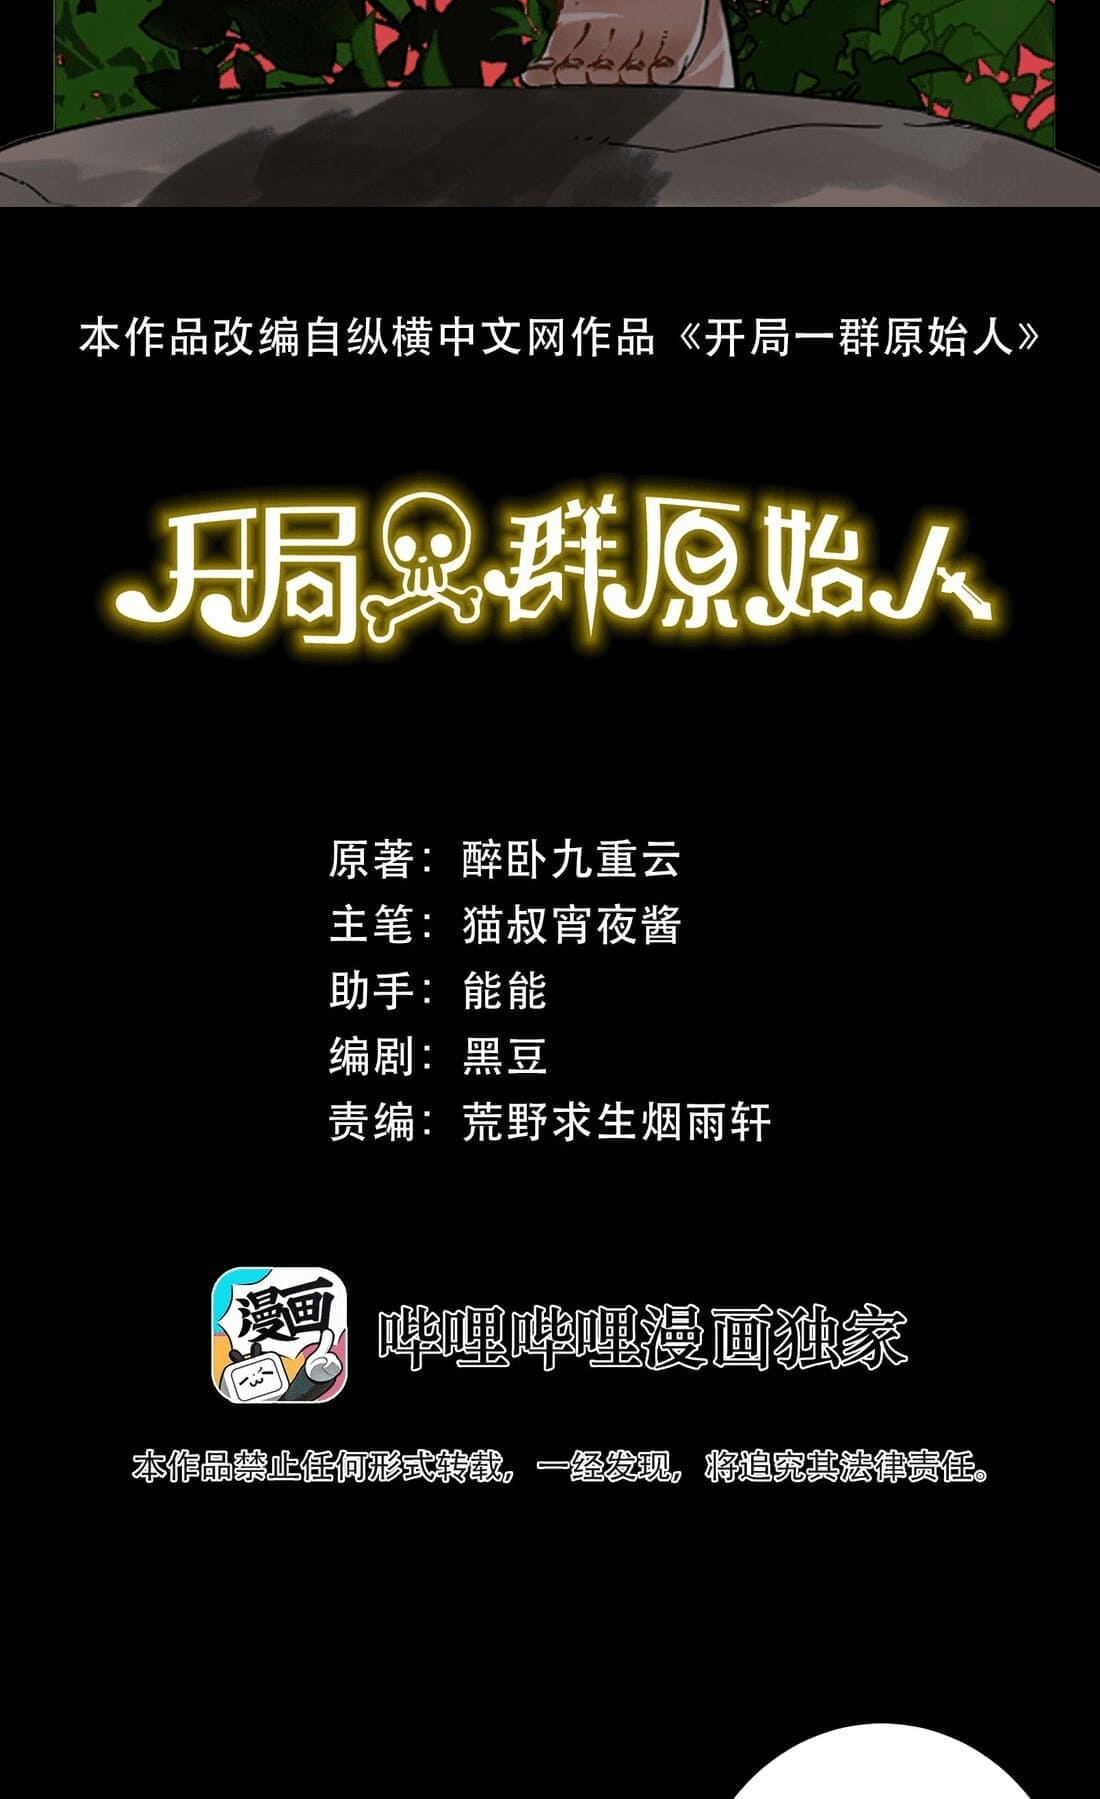 本作品改编自纵横中文网作品《开局一群原始人》
开局一群原始人
原著：醉卧九重云
主笔：猫叔宵夜酱
助手：能能
编剧：黑豆
责编：荒野求生烟雨轩
漫画
哔哩哔哩漫画独家
本作品禁止任何形式转载，一经发现，将追究其法律责任。